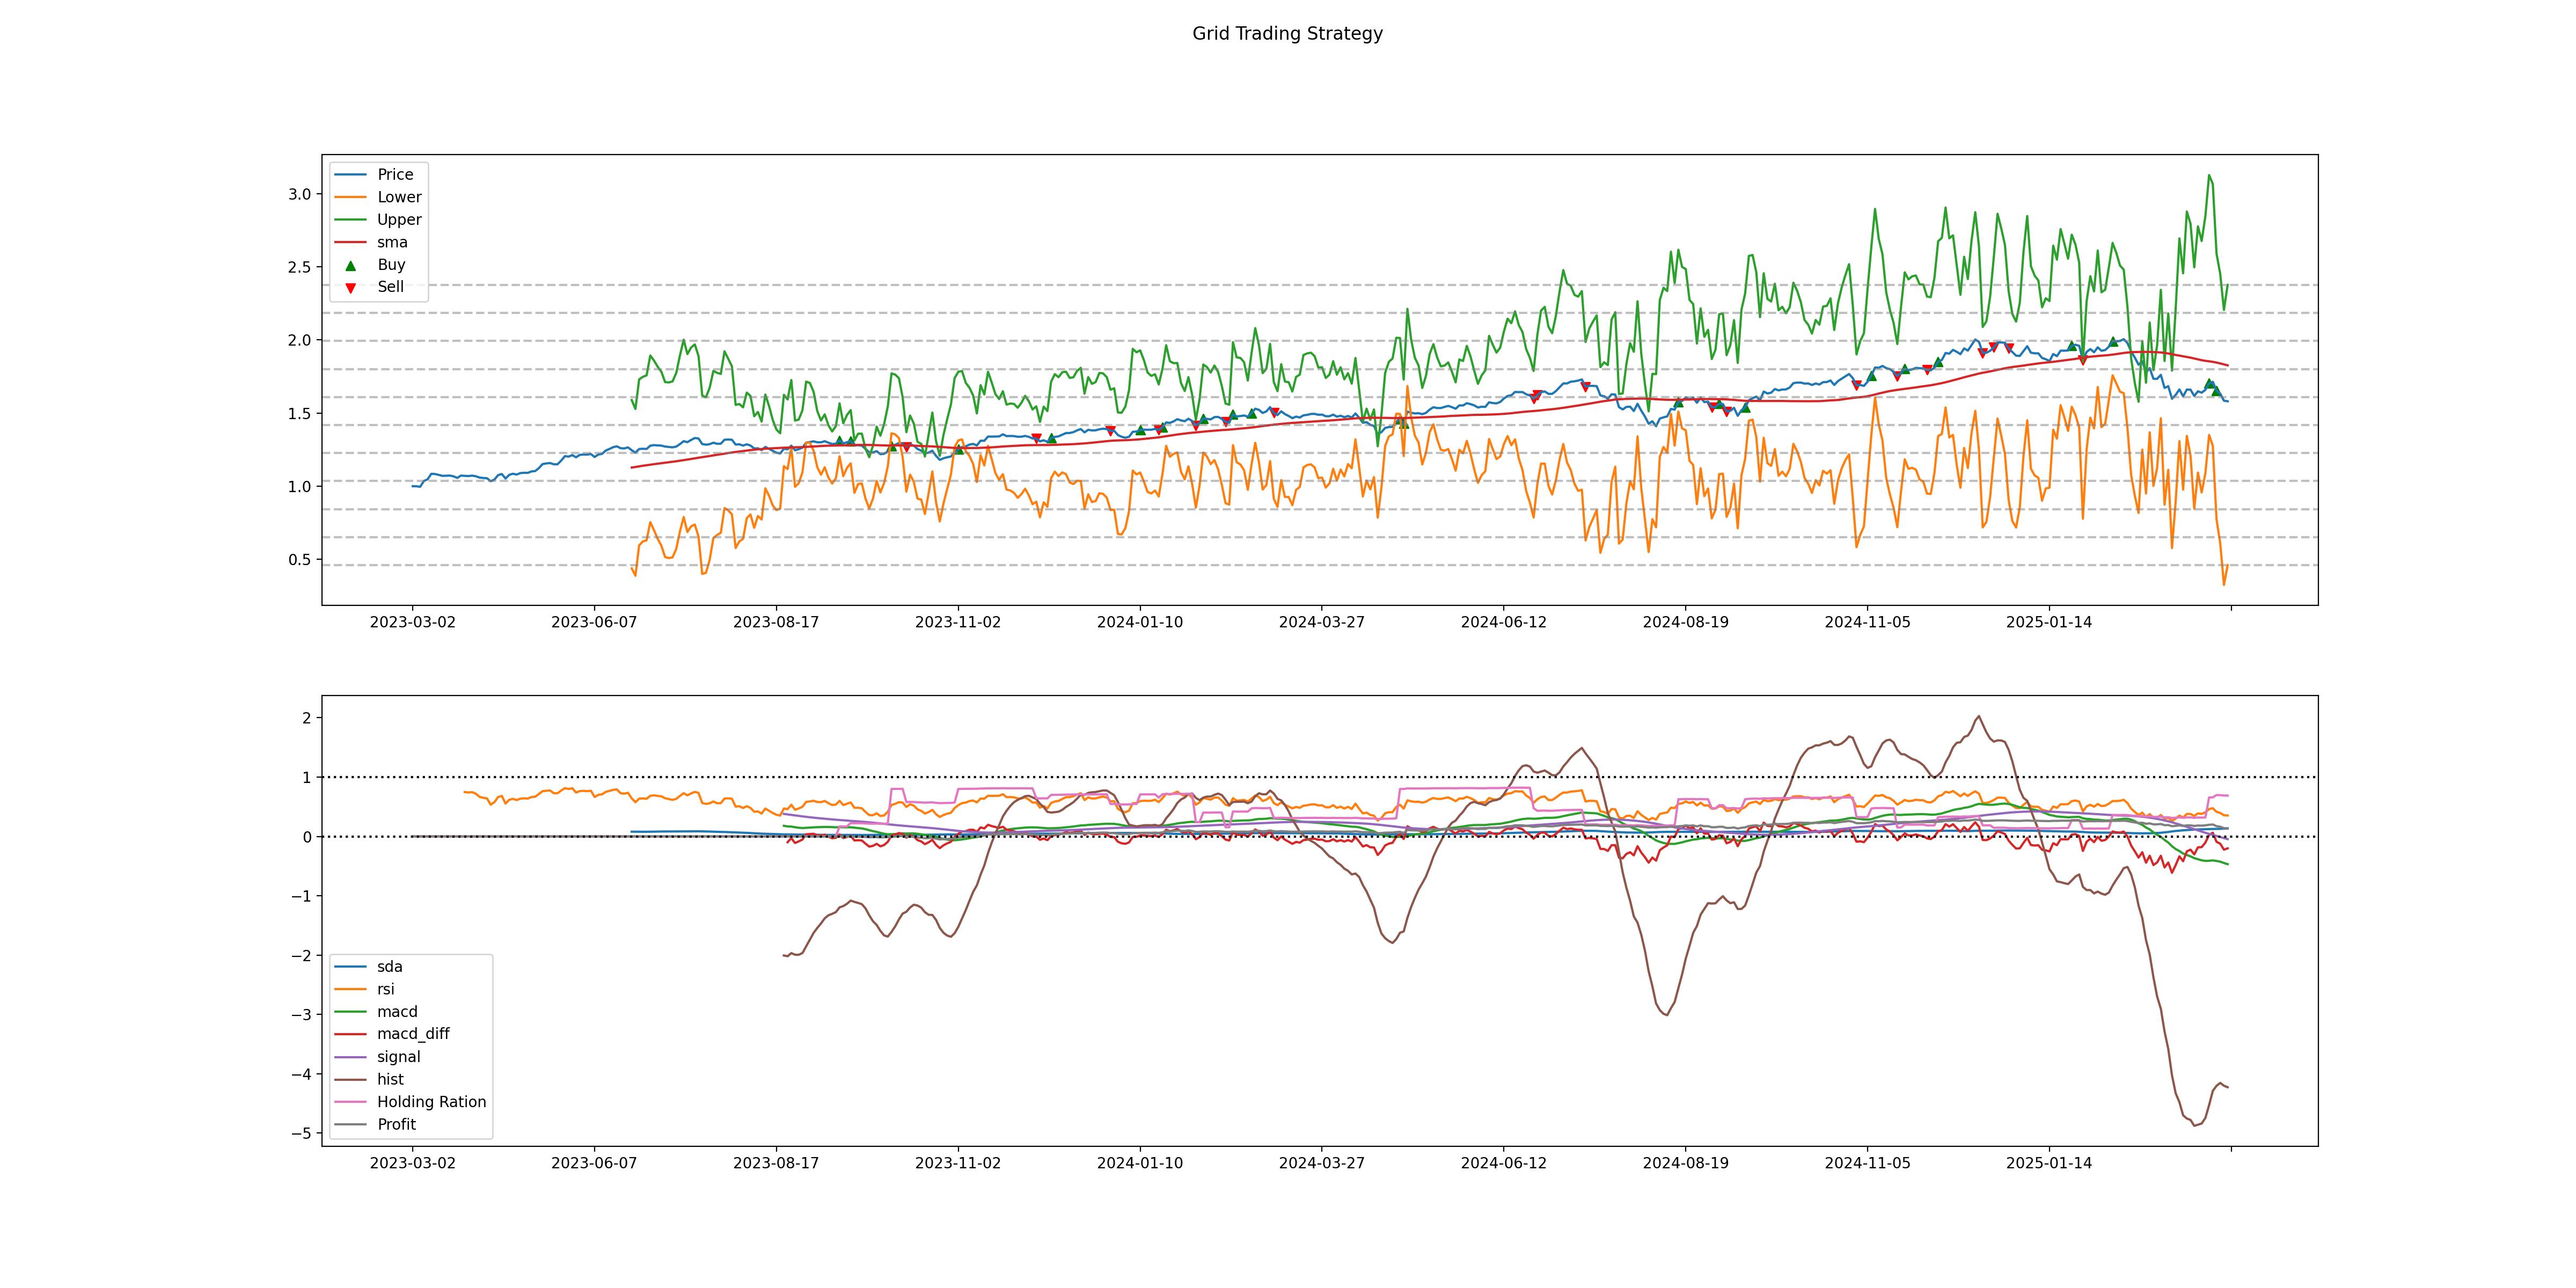 Grid Trading Strategy
Price
Lower
Upper
sma
Buy
Sell
3.0
2.5
2.0
1.5
1.0
0.5
2023-03-02 2023-06-07 2023-08-17 2023-11-02 2024-01-10 2024-03-27 2024-06-12 2024-08-19 2024-11-05 2025-01-14
2
1
0
−1
−2
−3
−4
−5
sda
rsi
macd
macd_diff
signal
hist
Holding Ration
Profit
2023-03-02 2023-06-07 2023-08-17 2023-11-02 2024-01-10 2024-03-27 2024-06-12 2024-08-19 2024-11-05 2025-01-14